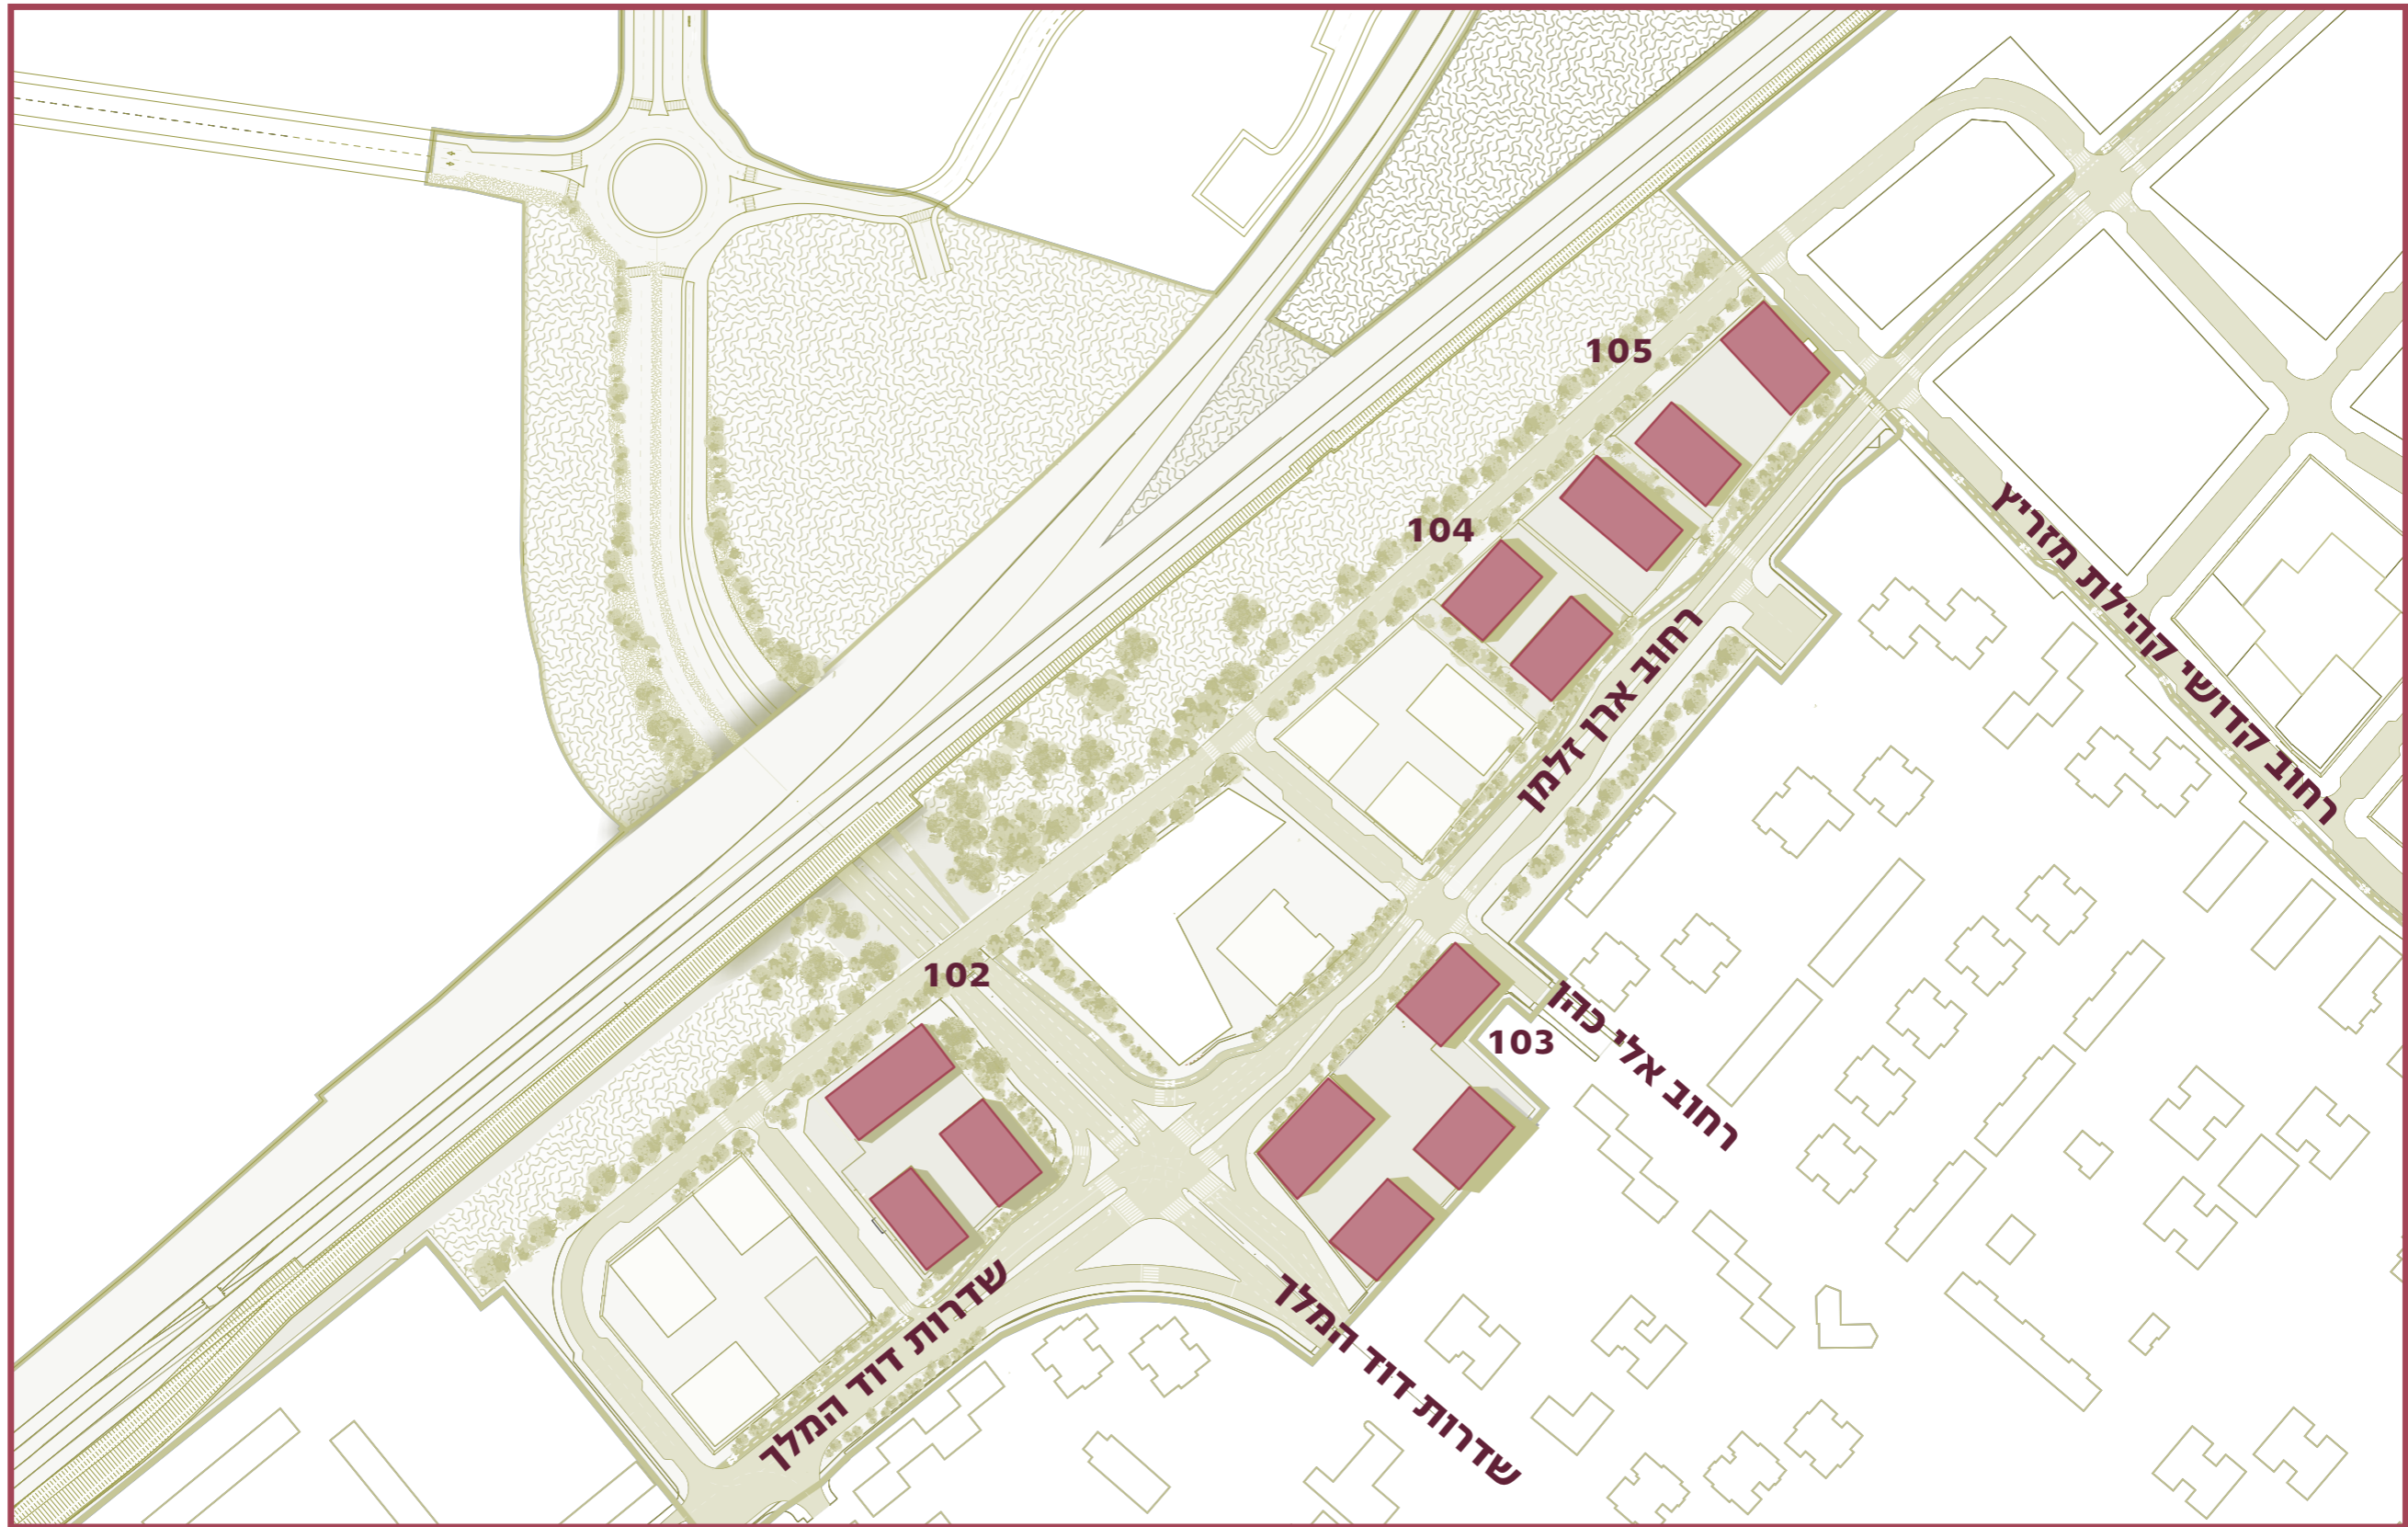 105
104
רחוב קדושי קהילת מזריץ
רחוב ארן זלמן
102
103
רחוב אלי כהן
שדרות דוד המלך
שדרות דוד המלך